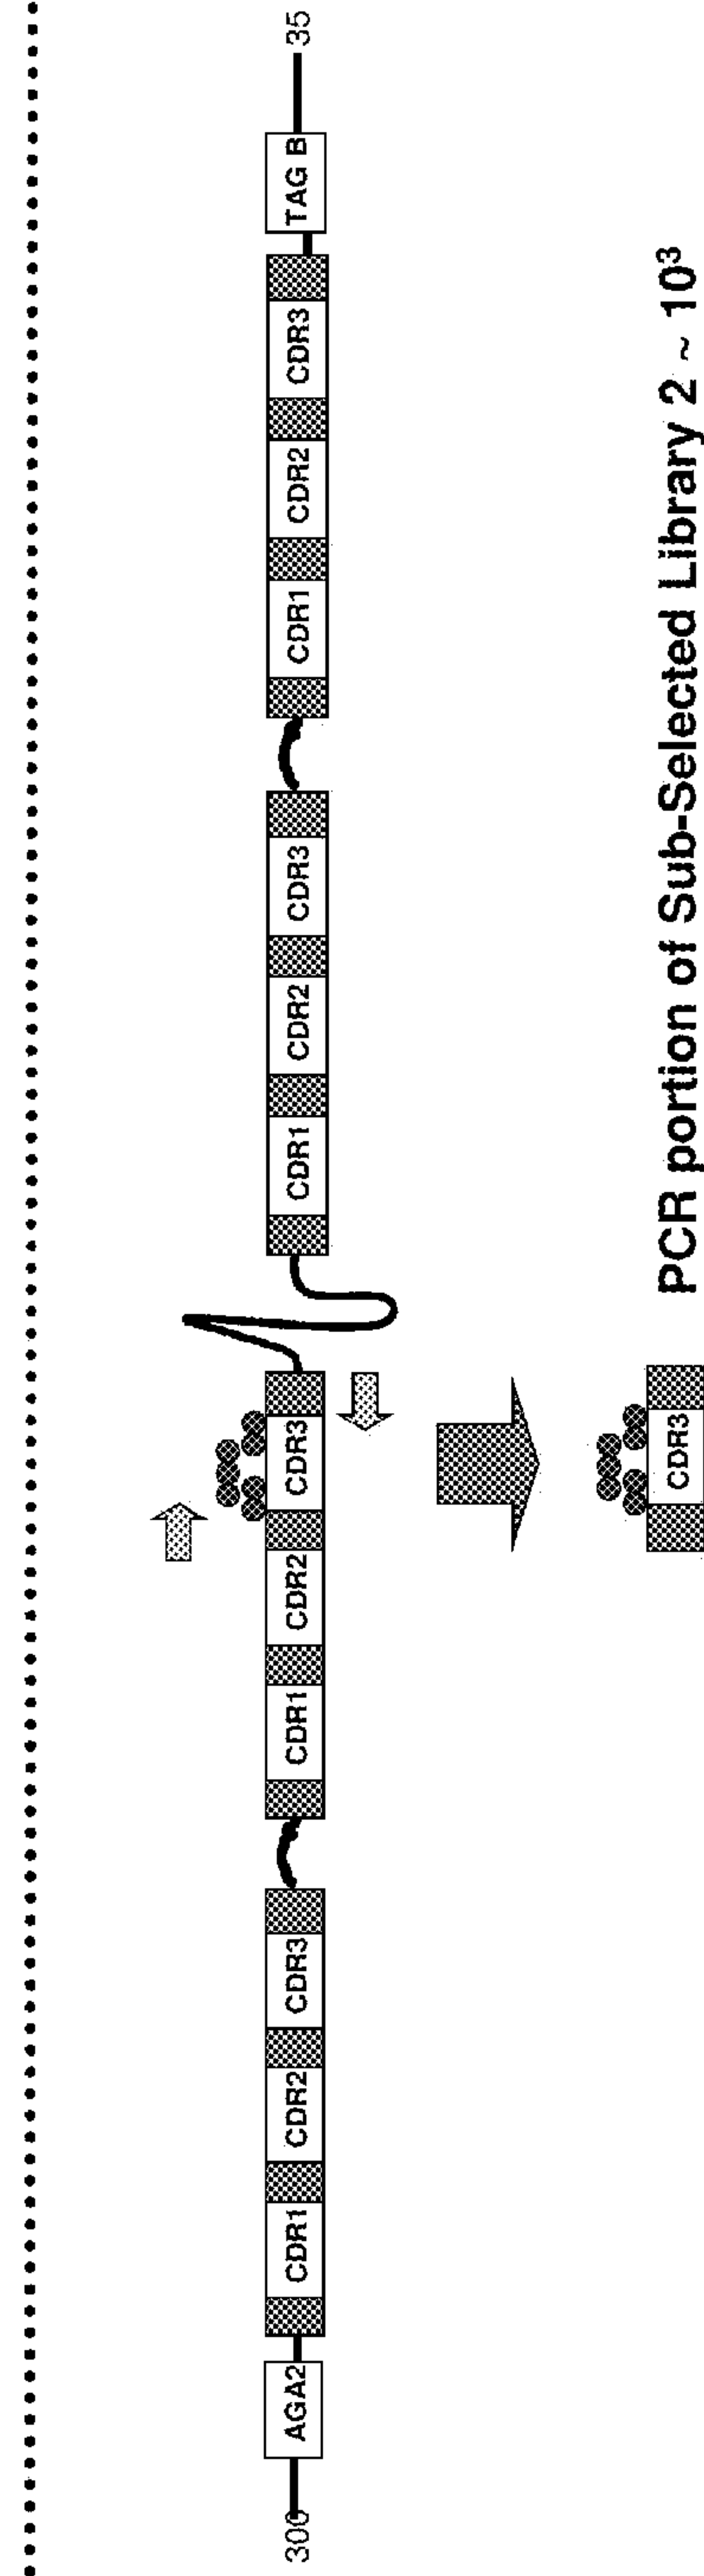 300 AGA2 CDR1 CDR2 CDR3 CDR1 CDR2 CDR3 CDR1 CDR2 CDR3 CDR1 CDR2 CDR3 TAG B 35
CDR3
PCR portion of Sub-Selected Library 2 ~ 10³